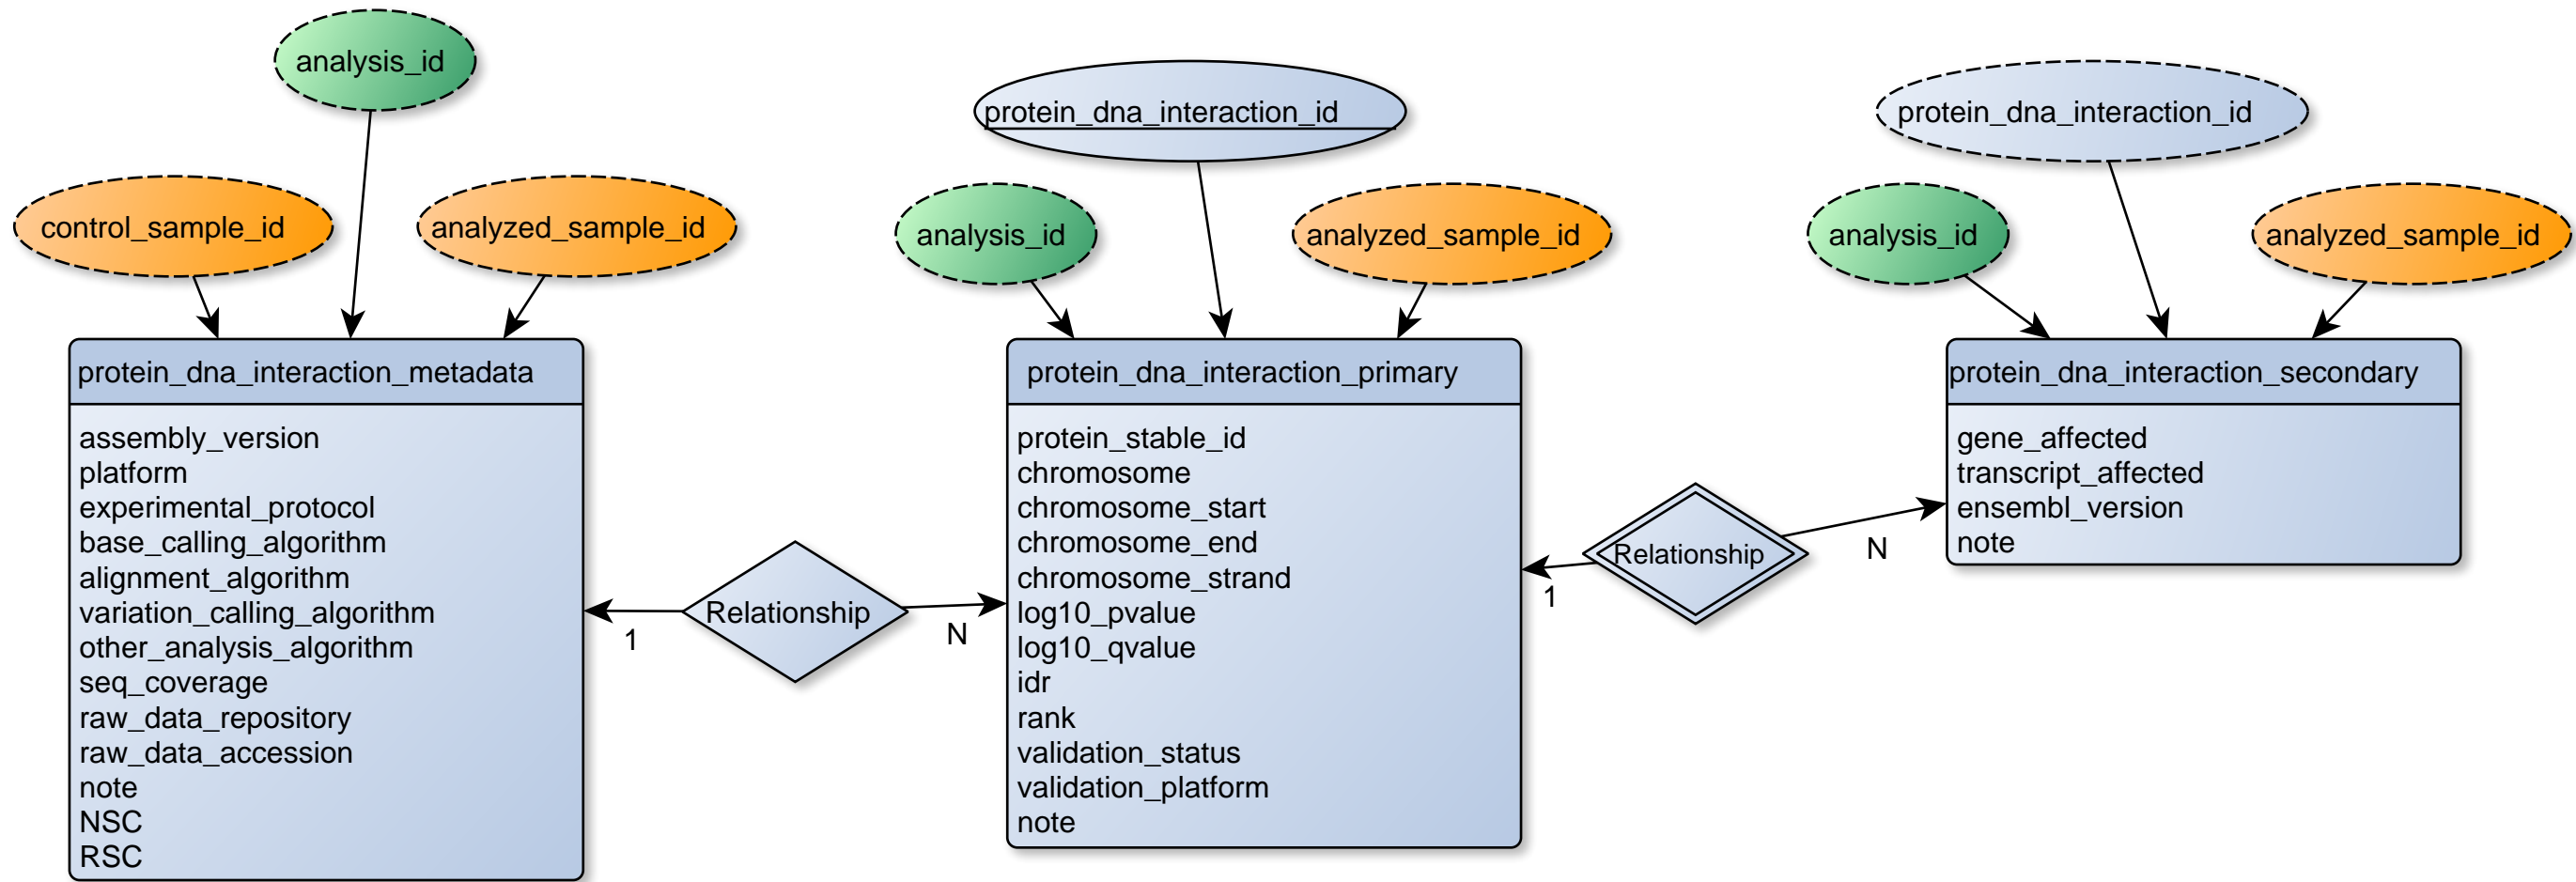 analysis_id
control_sample_id
analyzed_sample_id
protein_dna_interaction_metadata
assembly_version
platform
experimental_protocol
base_calling_algorithm
alignment_algorithm
variation_calling_algorithm
other_analysis_algorithm
seq_coverage
raw_data_repository
raw_data_accession
note
NSC
RSC
1
Relationship
N
protein_dna_interaction_id
analysis_id
analyzed_sample_id
protein_dna_interaction_primary
protein_stable_id
chromosome
chromosome_start
chromosome_end
chromosome_strand
log10_pvalue
log10_qvalue
idr
rank
validation_status
validation_platform
note
1
Relationship
N
protein_dna_interaction_id
analysis_id
analyzed_sample_id
protein_dna_interaction_secondary
gene_affected
transcript_affected
ensembl_version
note